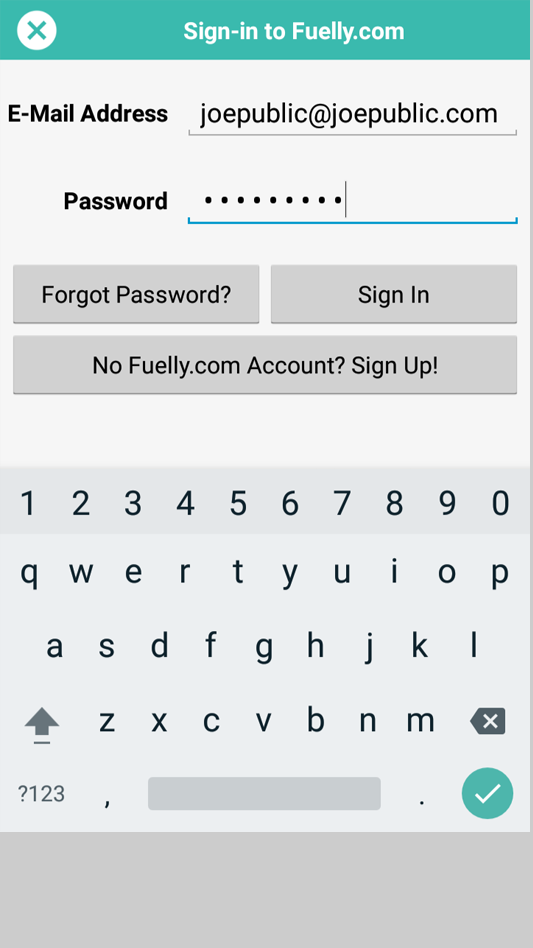 Sign-in to Fuelly.com
E-Mail Address joepublic@joepublic.com
Password •••••••••
Forgot Password? Sign In
No Fuelly.com Account? Sign Up!
1 2 3 4 5 6 7 8 9 0
q w e r t y u i o p
a s d f g h j k l
z x c v b n m
?123 , .